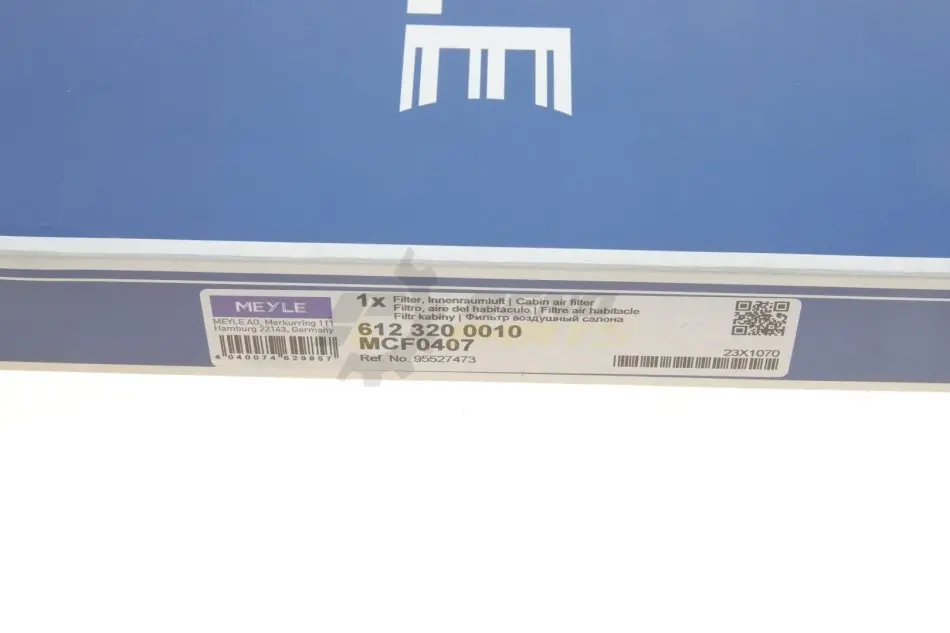 MEYLE
MEYLE AG, Merkurring 111
Hamburg 22143, Germany
4 040074 629957
1x Filter, Innenraumluft | Cabin air filter
Filtro, aire del habitáculo | Filtre air habitacle
Filtr kabiny | Фильтр воздушный салона
612 320 0010
MCF0407
Ref. No. 95527473
23X1070